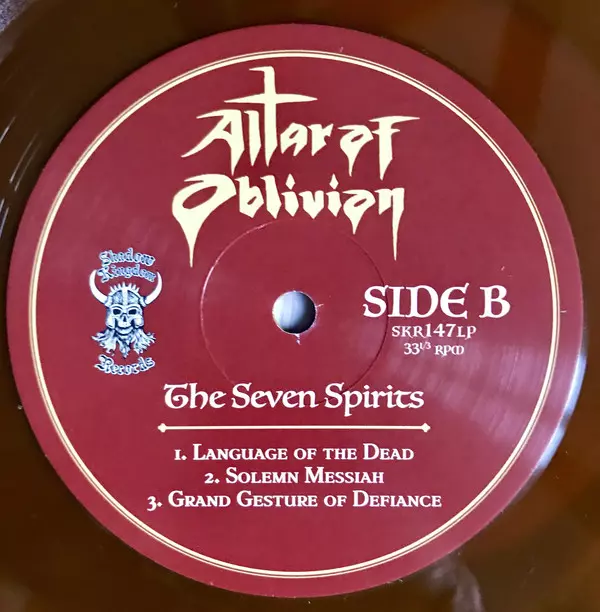 Altar of
Oblivion
Shadow
Kingdom
Records
SIDE B
SKR147LP
33 1/3 RPM
The Seven Spirits
1. Language of the Dead
2. Solemn Messiah
3. Grand Gesture of Defiance